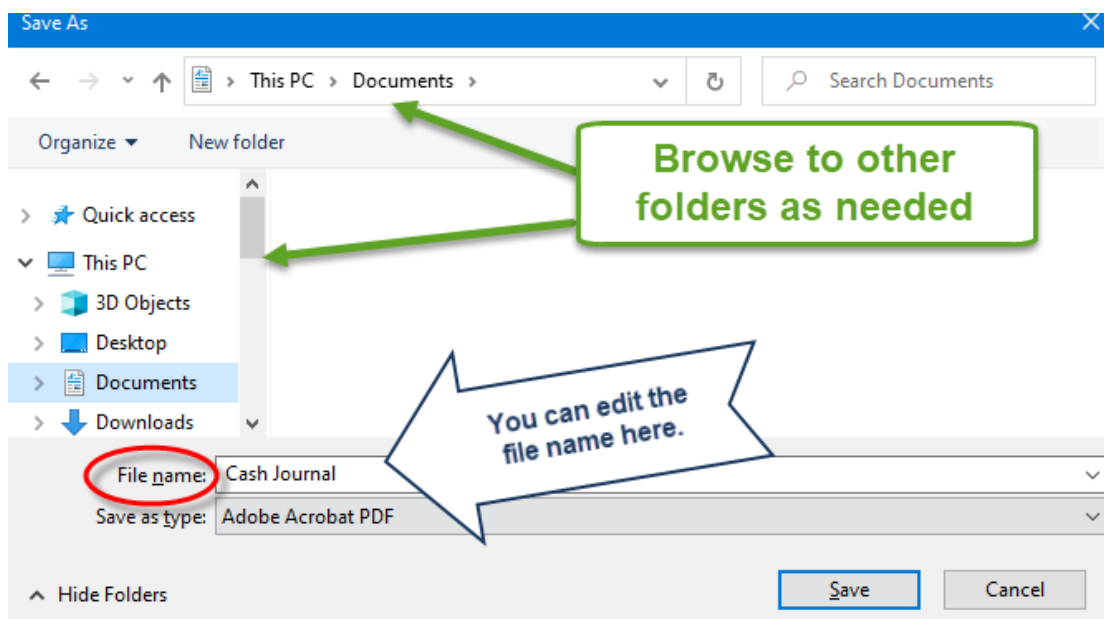 Save As
This PC > Documents >
Search Documents
Organize
New folder
Browse to other
folders as needed
Quick access
This PC
3D Objects
Desktop
Documents
Downloads
You can edit the
file name here.
File name: Cash Journal
Save as type: Adobe Acrobat PDF
Hide Folders
Save
Cancel